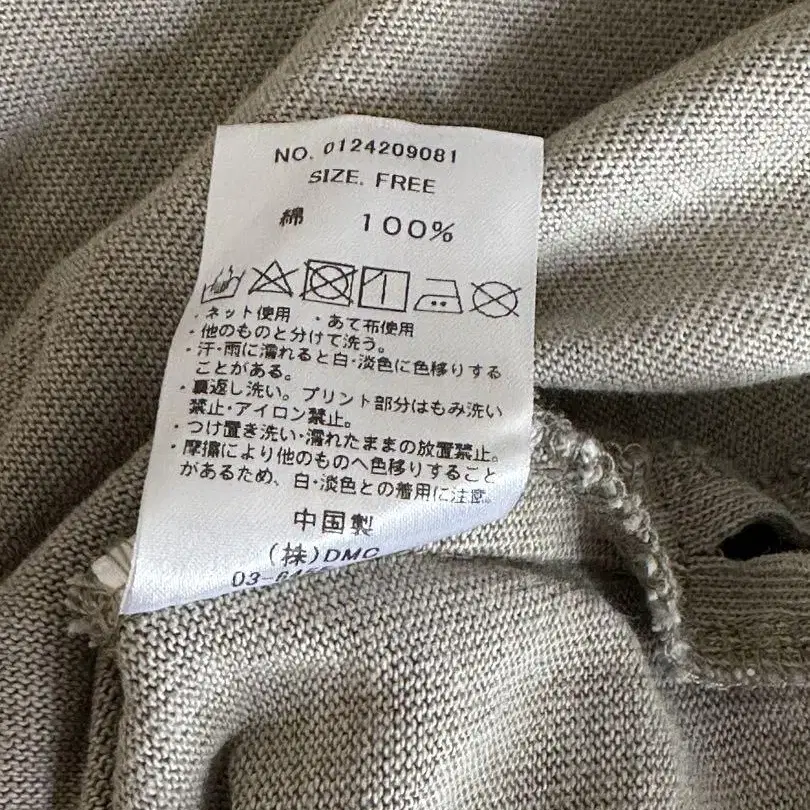 NO. 0124209081
SIZE. FREE
綿 100%
・ネット使用 ・あて布使用
・他のものと分けて洗う。
・汗・雨に濡れると白・淡色に色移りする
ことがある。
・裏返し洗い。プリント部分はもみ洗い
禁止・アイロン禁止。
・つけ置き洗い・濡れたままの放置禁止。
・摩擦により他のものへ色移りすること
があるため、白・淡色との着用に注意。
中国製
(株)DMC
03-6